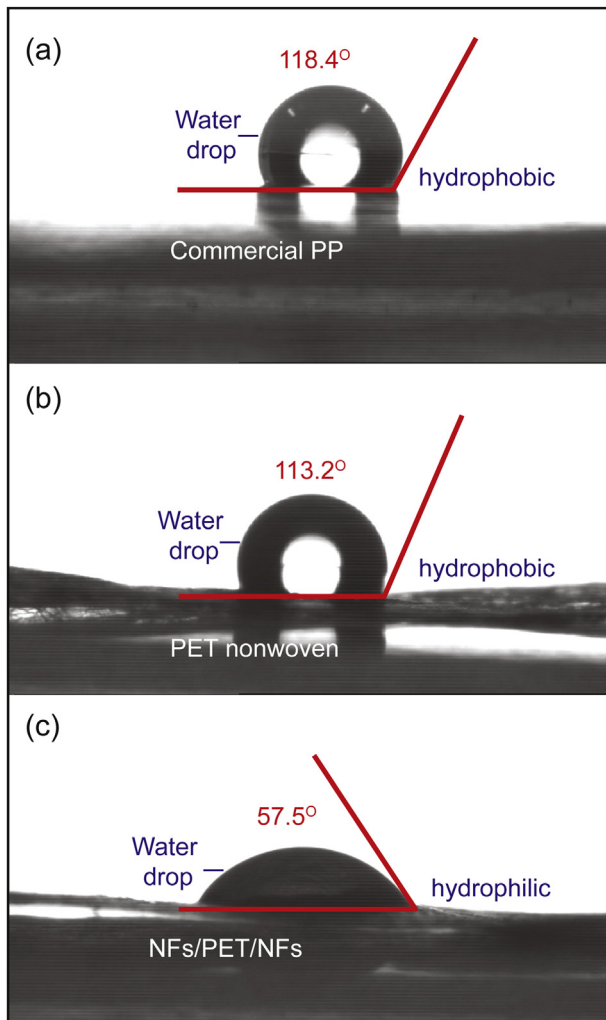 (a)
118.4°
Water
drop
hydrophobic
Commercial PP
(b)
113.2°
Water
drop
hydrophobic
PET nonwoven
(c)
57.5°
Water
drop
hydrophilic
NFs/PET/NFs